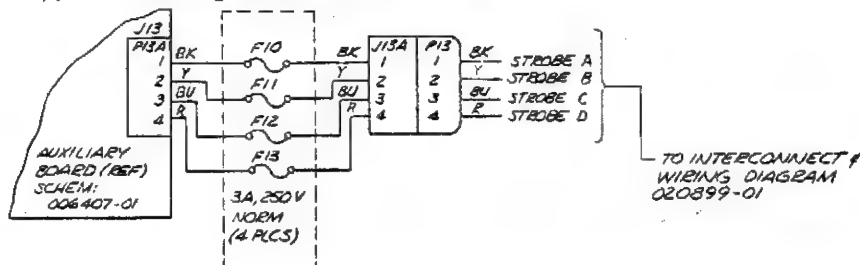 J13
P13A
1 BK
2 Y
3 BU
4 R
AUXILIARY
BOARD (REF)
SCHEM:
006407-01
F10
F11
F12
F13
3A, 250V
NORM
(4 PLCS)
BK
Y
BU
R
J13A
1
2
3
4
P13
1
2
3
4
BK STROBE A
Y STROBE B
BU STROBE C
R STROBE D
TO INTERCONNECT &
WIRING DIAGRAM
020899-01